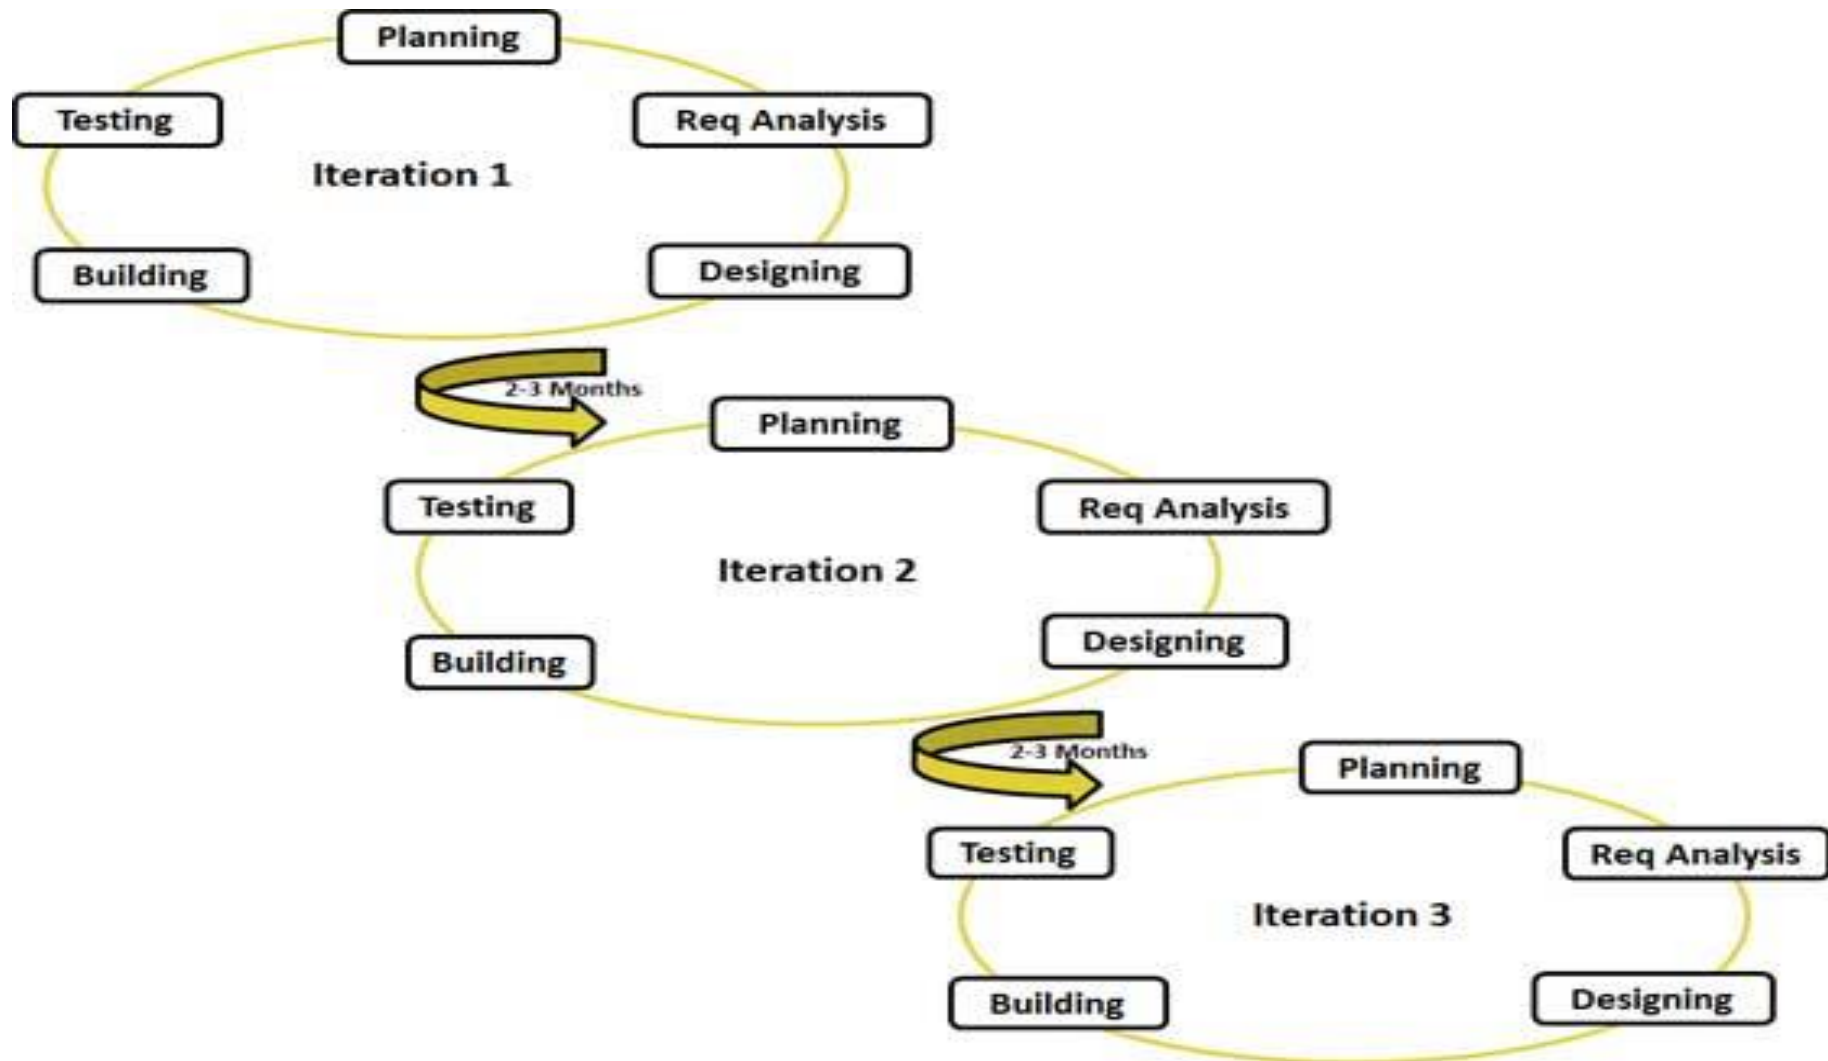 Planning
Testing
Req Analysis
Iteration 1
Building
Designing
2-3 Months
Planning
Testing
Req Analysis
Iteration 2
Building
Designing
2-3 Months
Planning
Testing
Req Analysis
Iteration 3
Building
Designing